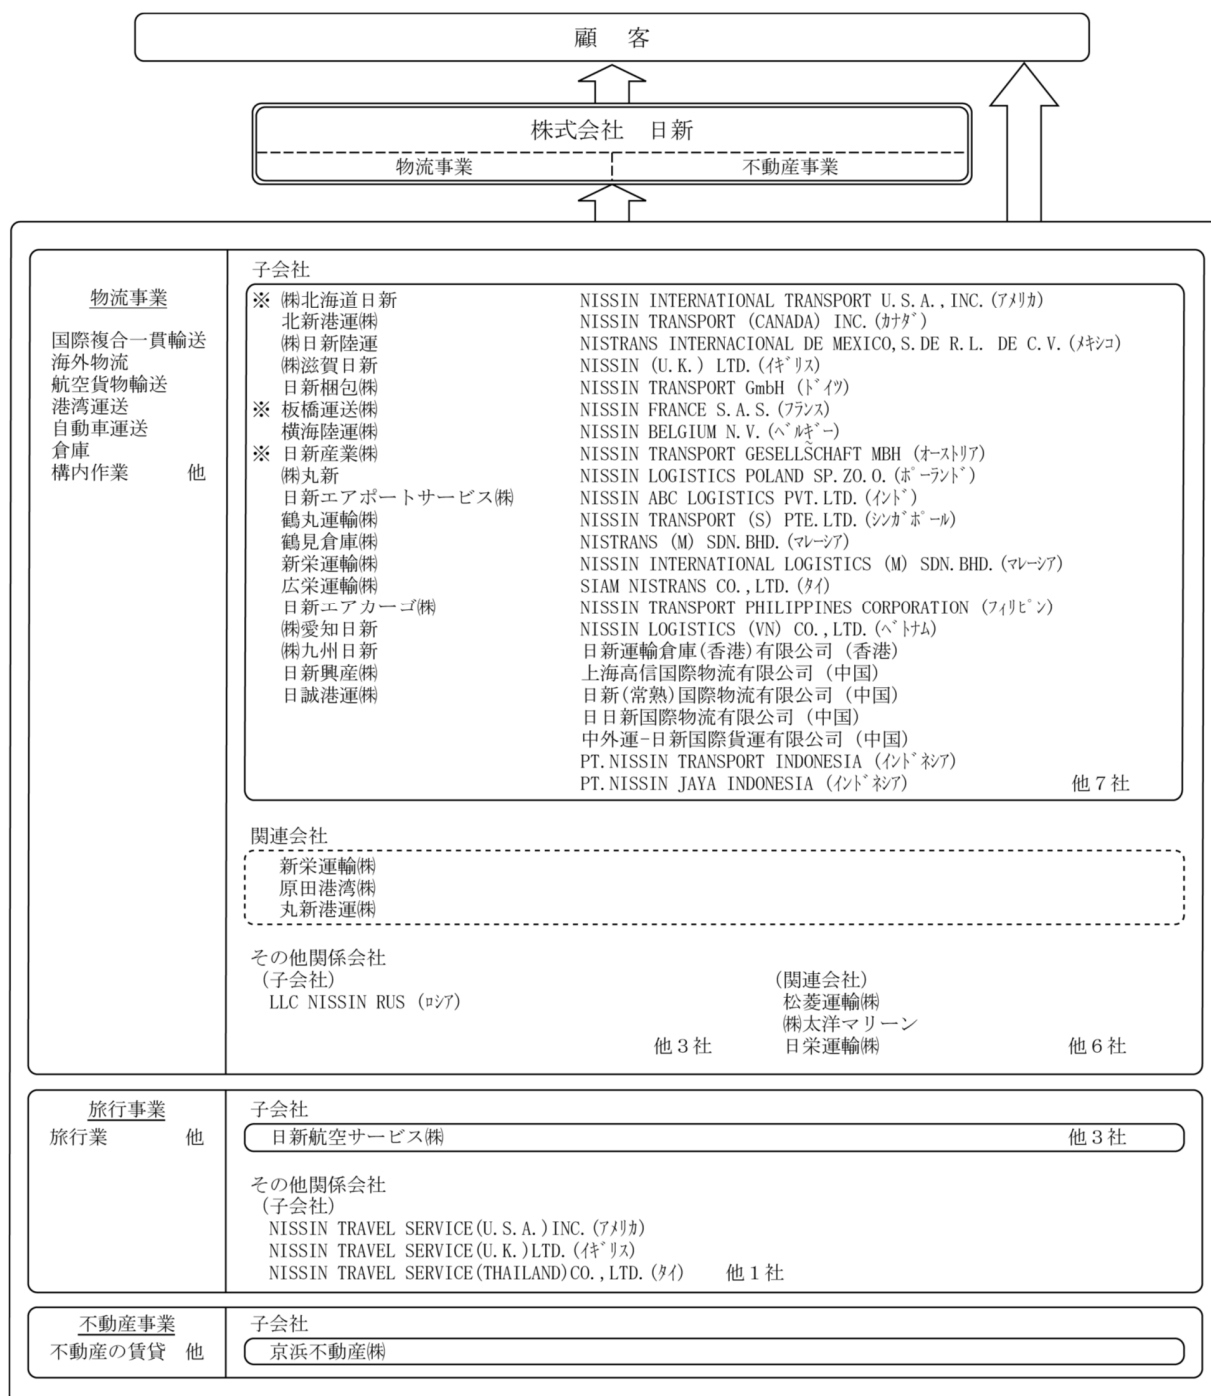 顧　客
株式会社　日新
物流事業　不動産事業
物流事業
国際複合一貫輸送
海外物流
航空貨物輸送
港湾運送
自動車運送
倉庫
構内作業　他
子会社
※ ㈱北海道日新
北新港運㈱
㈱日新陸運
㈱滋賀日新
日新梱包㈱
※ 板橋運送㈱
横海陸運㈱
※ 日新産業㈱
㈱丸新
日新エアポートサービス㈱
鶴丸運輸㈱
鶴見倉庫㈱
新栄運輸㈱
広栄運輸㈱
日新エアカーゴ㈱
㈱愛知日新
㈱九州日新
日新興産㈱
日誠港運㈱
NISSIN INTERNATIONAL TRANSPORT U.S.A.,INC.(ｱﾒﾘｶ)
NISSIN TRANSPORT (CANADA) INC.(ｶﾅﾀﾞ)
NISTRANS INTERNACIONAL DE MEXICO,S.DE R.L. DE C.V.(ﾒｷｼｺ)
NISSIN (U.K.) LTD.(ｲｷﾞﾘｽ)
NISSIN TRANSPORT GmbH (ﾄﾞｲﾂ)
NISSIN FRANCE S.A.S.(ﾌﾗﾝｽ)
NISSIN BELGIUM N.V.(ﾍﾞﾙｷﾞｰ)
NISSIN TRANSPORT GESELLSCHAFT MBH (ｵｰｽﾄﾘｱ)
NISSIN LOGISTICS POLAND SP.ZO.O.(ﾎﾟｰﾗﾝﾄﾞ)
NISSIN ABC LOGISTICS PVT.LTD.(ｲﾝﾄﾞ)
NISSIN TRANSPORT (S) PTE.LTD.(ｼﾝｶﾞﾎﾟｰﾙ)
NISTRANS (M) SDN.BHD.(ﾏﾚｰｼｱ)
NISSIN INTERNATIONAL LOGISTICS (M) SDN.BHD.(ﾏﾚｰｼｱ)
SIAM NISTRANS CO.,LTD.(ﾀｲ)
NISSIN TRANSPORT PHILIPPINES CORPORATION (ﾌｨﾘﾋﾟﾝ)
NISSIN LOGISTICS (VN) CO.,LTD.(ﾍﾞﾄﾅﾑ)
日新運輸倉庫(香港)有限公司 (香港)
上海高信国際物流有限公司 (中国)
日新(常熟)国際物流有限公司 (中国)
日日新国際物流有限公司 (中国)
中外運-日新国際貨運有限公司 (中国)
PT.NISSIN TRANSPORT INDONESIA (ｲﾝﾄﾞﾈｼｱ)
PT.NISSIN JAYA INDONESIA (ｲﾝﾄﾞﾈｼｱ)　他７社
関連会社
新栄運輸㈱
原田港湾㈱
丸新港運㈱
その他関係会社
(子会社)
LLC NISSIN RUS (ﾛｼｱ)
他３社
(関連会社)
松菱運輸㈱
㈱太洋マリーン
日栄運輸㈱　他６社
旅行事業
旅行業　他
子会社
日新航空サービス㈱　他３社
その他関係会社
(子会社)
NISSIN TRAVEL SERVICE(U.S.A.)INC.(ｱﾒﾘｶ)
NISSIN TRAVEL SERVICE(U.K.)LTD.(ｲｷﾞﾘｽ)
NISSIN TRAVEL SERVICE(THAILAND)CO.,LTD.(ﾀｲ)　他１社
不動産事業
不動産の賃貸　他
子会社
京浜不動産㈱